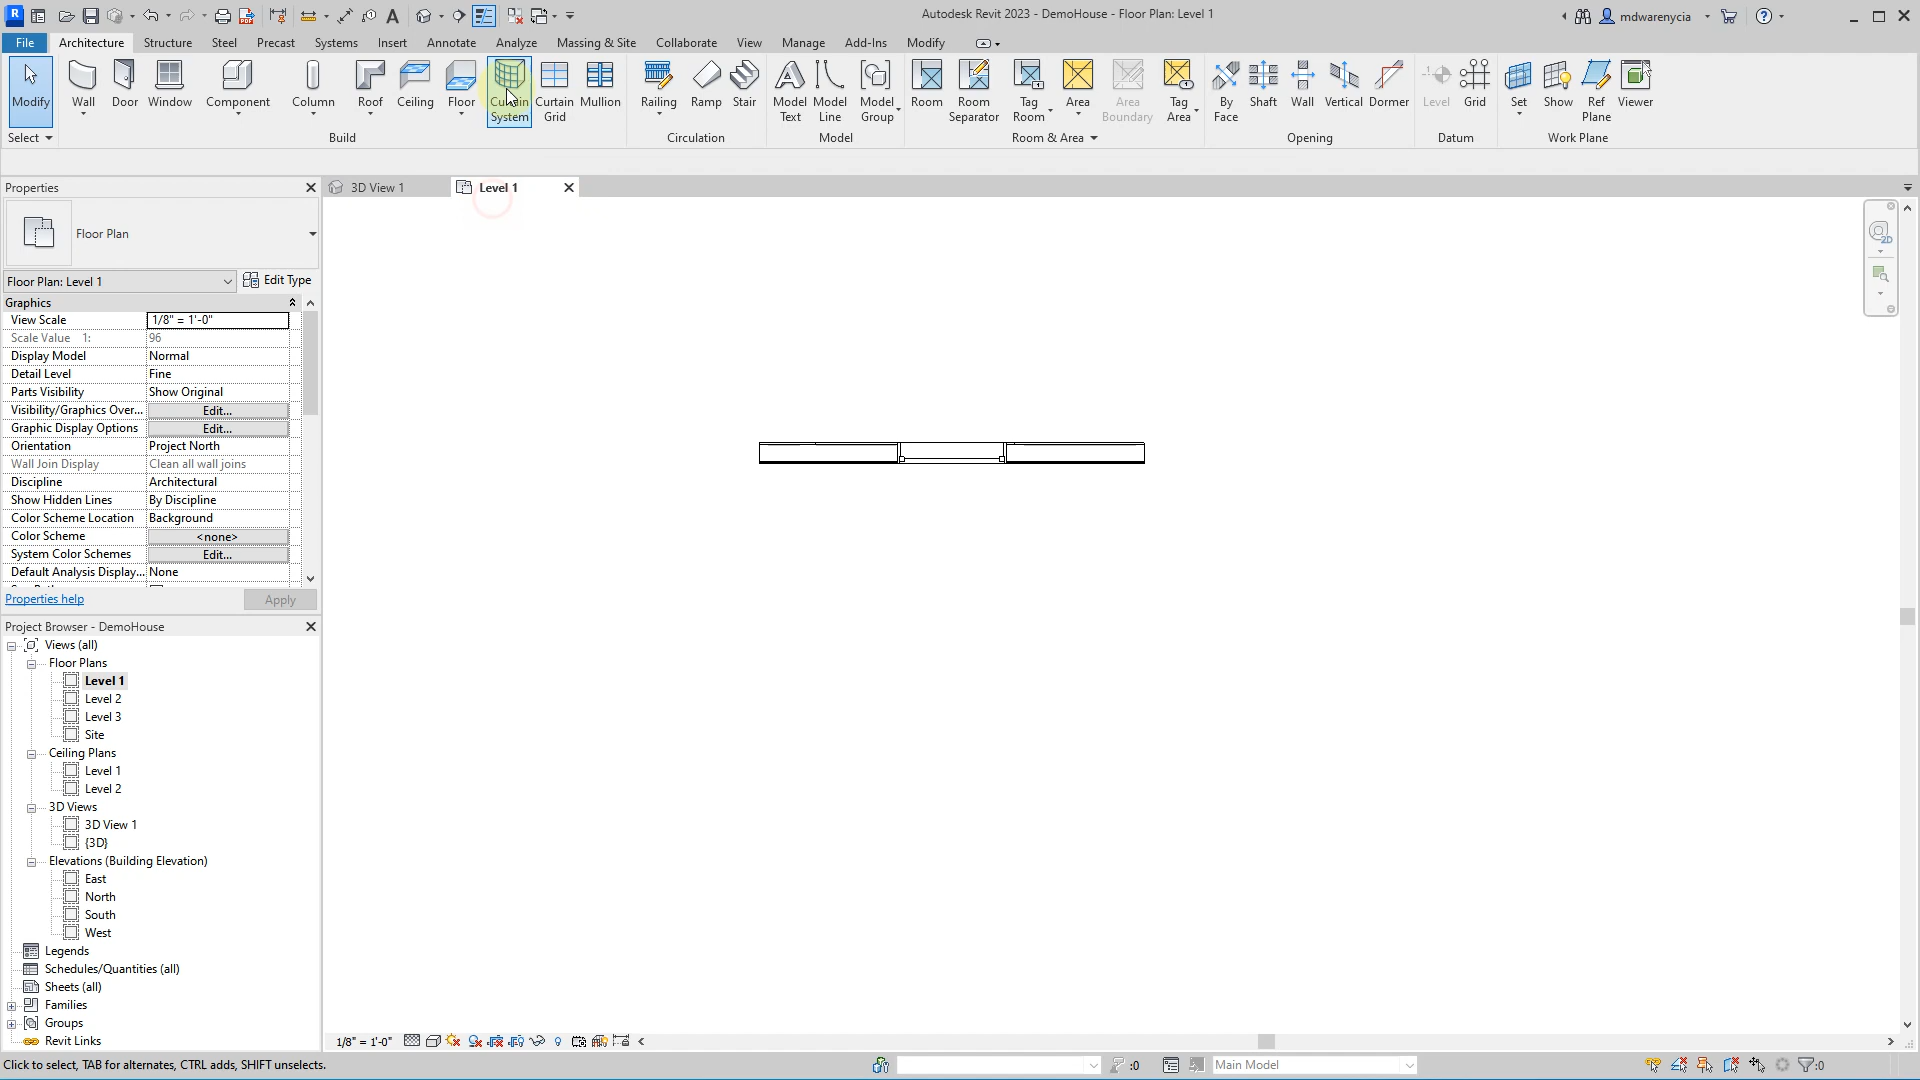 Autodesk Revit 2023 - DemoHouse - Floor Plan: Level 1
mdwarenycia
File
Architecture
Structure
Steel
Precast
Systems
Insert
Annotate
Analyze
Massing & Site
Collaborate
View
Manage
Add-Ins
Modify
Modify
Wall
Door
Window
Component
Column
Roof
Ceiling
Floor
Curtain System
Curtain Grid
Mullion
Railing
Ramp
Stair
Model Text
Model Line
Model Group
Room
Room Separator
Tag Room
Area
Area Boundary
Tag Area
By Face
Shaft
Wall
Vertical
Dormer
Level
Grid
Set
Show
Ref Plane
Viewer
Select
Build
Circulation
Model
Room & Area
Opening
Datum
Work Plane
Properties
3D View 1
Level 1
Floor Plan
Floor Plan: Level 1
Edit Type
Graphics
View Scale 1/8" = 1'-0"
Scale Value 1: 96
Display Model Normal
Detail Level Fine
Parts Visibility Show Original
Visibility/Graphics Over... Edit...
Graphic Display Options Edit...
Orientation Project North
Wall Join Display Clean all wall joins
Discipline Architectural
Show Hidden Lines By Discipline
Color Scheme Location Background
Color Scheme <none>
System Color Schemes Edit...
Default Analysis Display... None
Properties help
Apply
Project Browser - DemoHouse
Views (all)
Floor Plans
Level 1
Level 2
Level 3
Site
Ceiling Plans
Level 1
Level 2
3D Views
3D View 1
{3D}
Elevations (Building Elevation)
East
North
South
West
Legends
Schedules/Quantities (all)
Sheets (all)
Families
Groups
Revit Links
1/8" = 1'-0"
Click to select, TAB for alternates, CTRL adds, SHIFT unselects.
:0
Main Model
:0